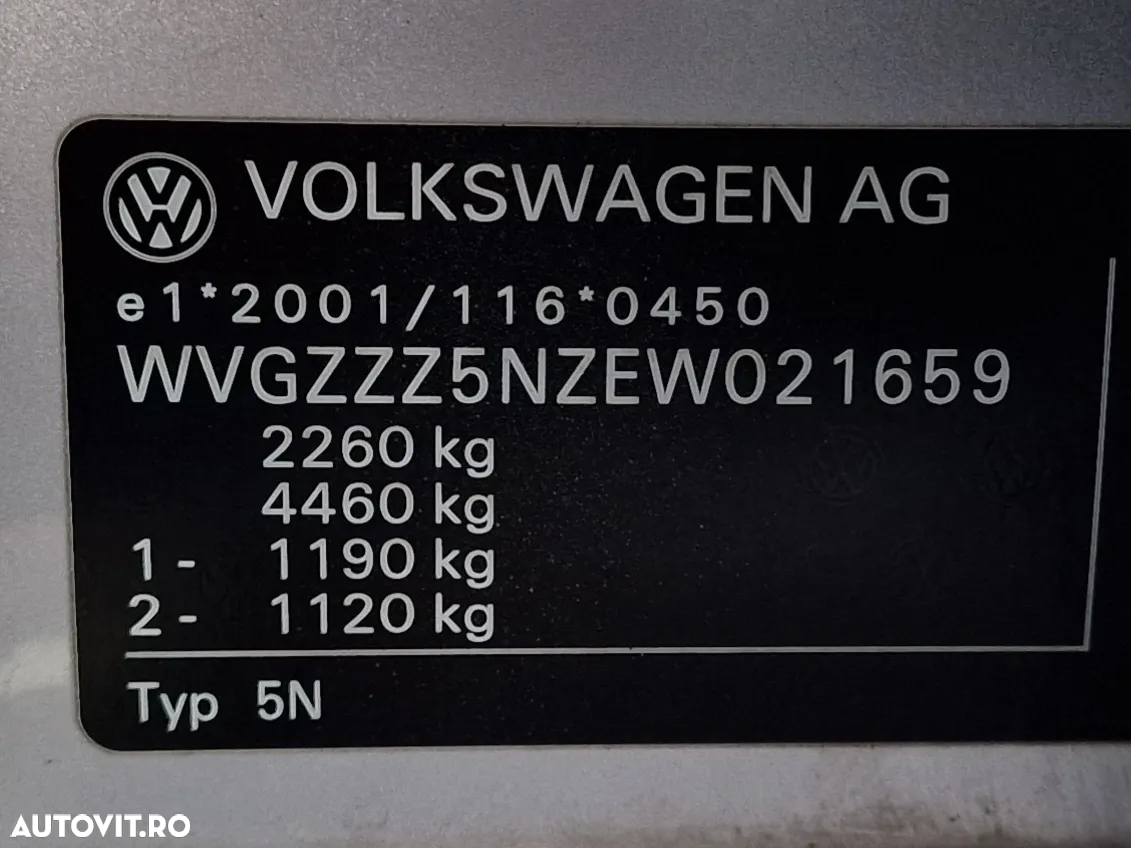 VOLKSWAGEN AG
e1*2001/116*0450
WVGZZZ5NZEW021659
2260 kg
4460 kg
1- 1190 kg
2- 1120 kg
Typ 5N
AUTOVIT.RO